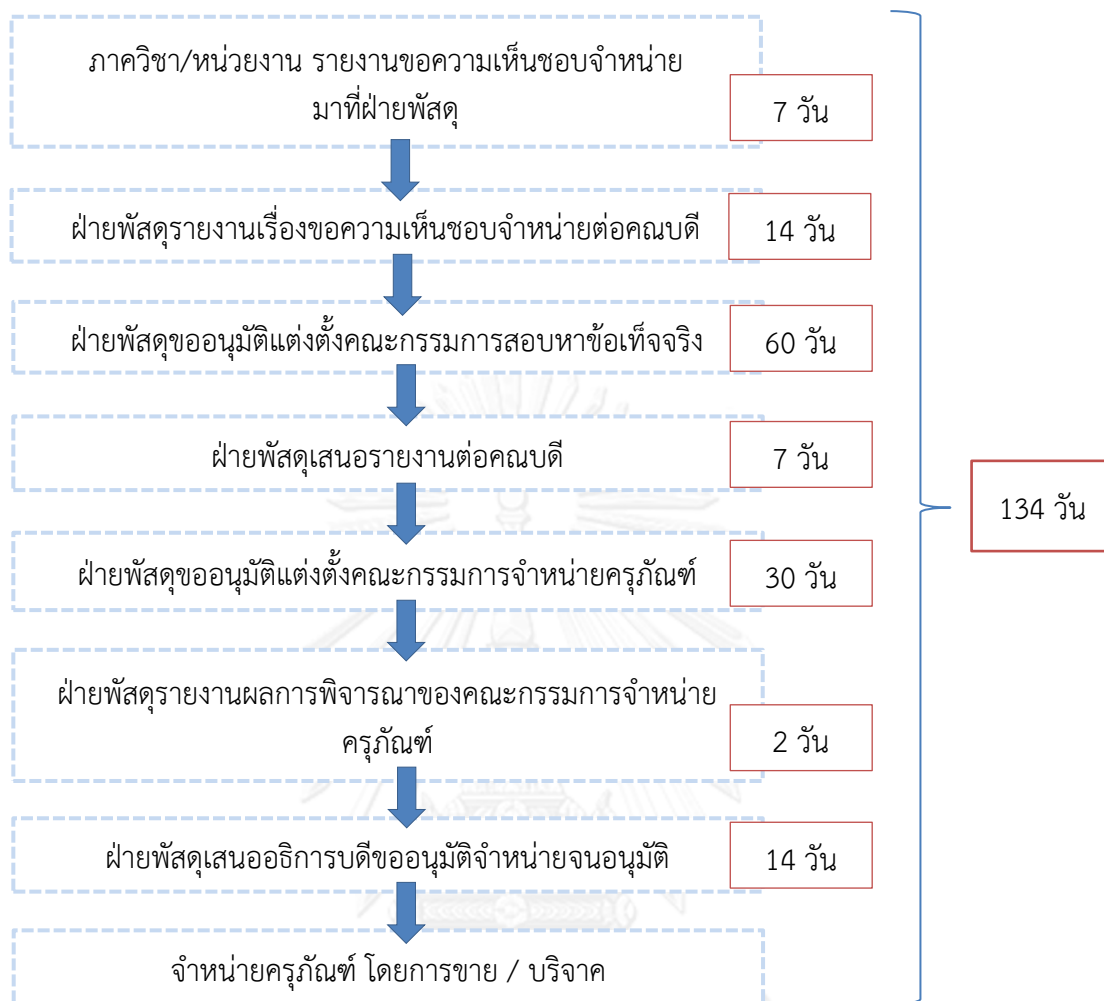 ภาควิชา/หน่วยงาน รายงานขอความเห็นชอบจำหน่าย
มาที่ฝ่ายพัสดุ
7 วัน
ฝ่ายพัสดุรายงานเรื่องขอความเห็นชอบจำหน่ายต่อคณบดี
14 วัน
ฝ่ายพัสดุขออนุมัติแต่งตั้งคณะกรรมการสอบหาข้อเท็จจริง
60 วัน
ฝ่ายพัสดุเสนอรายงานต่อคณบดี
7 วัน
134 วัน
ฝ่ายพัสดุขออนุมัติแต่งตั้งคณะกรรมการจำหน่ายครุภัณฑ์
30 วัน
ฝ่ายพัสดุรายงานผลการพิจารณาของคณะกรรมการจำหน่าย
ครุภัณฑ์
2 วัน
ฝ่ายพัสดุเสนออธิการบดีขออนุมัติจำหน่ายจนอนุมัติ
14 วัน
จำหน่ายครุภัณฑ์ โดยการขาย / บริจาค